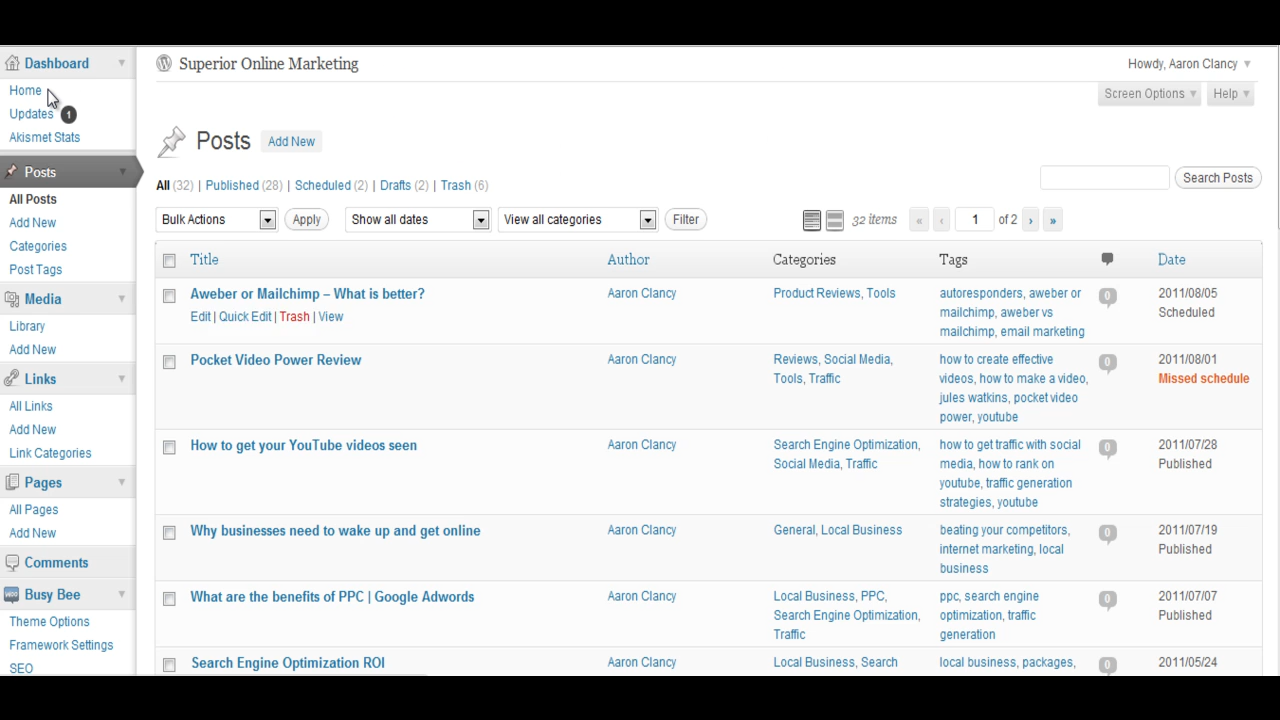 Dashboard
Home
Updates 1
Akismet Stats
Posts
All Posts
Add New
Categories
Post Tags
Media
Library
Add New
Links
All Links
Add New
Link Categories
Pages
All Pages
Add New
Comments
Busy Bee
Theme Options
Framework Settings
SEO
Superior Online Marketing
Howdy, Aaron Clancy
Screen Options
Help
Posts Add New
All (32) | Published (28) | Scheduled (2) | Drafts (2) | Trash (6)
Search Posts
Bulk Actions Apply Show all dates View all categories Filter 32 items « ‹ 1 of 2 › »
Title Author Categories Tags Date
Aweber or Mailchimp – What is better?
Edit | Quick Edit | Trash | View
Aaron Clancy
Product Reviews, Tools
autoresponders, aweber or
mailchimp, aweber vs
mailchimp, email marketing
0
2011/08/05
Scheduled
Pocket Video Power Review
Aaron Clancy
Reviews, Social Media,
Tools, Traffic
how to create effective
videos, how to make a video,
jules watkins, pocket video
power, youtube
0
2011/08/01
Missed schedule
How to get your YouTube videos seen
Aaron Clancy
Search Engine Optimization,
Social Media, Traffic
how to get traffic with social
media, how to rank on
youtube, traffic generation
strategies, youtube
0
2011/07/28
Published
Why businesses need to wake up and get online
Aaron Clancy
General, Local Business
beating your competitors,
internet marketing, local
business
0
2011/07/19
Published
What are the benefits of PPC | Google Adwords
Aaron Clancy
Local Business, PPC,
Search Engine Optimization,
Traffic
ppc, search engine
optimization, traffic
generation
0
2011/07/07
Published
Search Engine Optimization ROI
Aaron Clancy
Local Business, Search
local business, packages,
0
2011/05/24